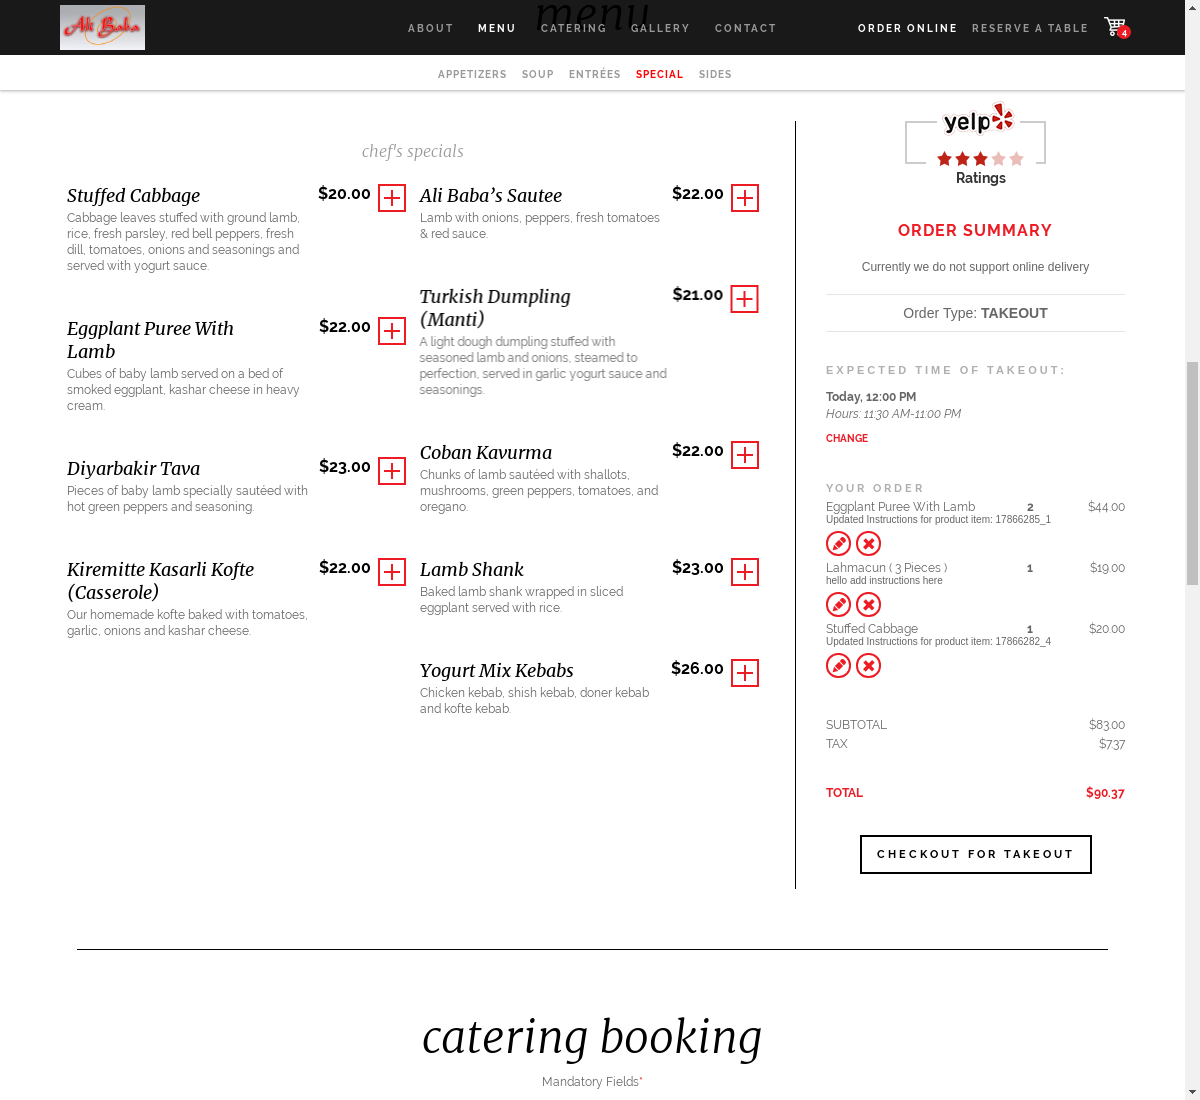 menu
Ali Baba
ABOUT MENU CATERING GALLERY CONTACT ORDER ONLINE RESERVE A TABLE 4
APPETIZERS SOUP ENTRÉES SPECIAL SIDES
chef's specials
Stuffed Cabbage $20.00
Cabbage leaves stuffed with ground lamb,
rice, fresh parsley, red bell peppers, fresh
dill, tomatoes, onions and seasonings and
served with yogurt sauce.
Eggplant Puree With
Lamb
$22.00
Cubes of baby lamb served on a bed of
smoked eggplant, kashar cheese in heavy
cream.
Diyarbakir Tava $23.00
Pieces of baby lamb specially sautéed with
hot green peppers and seasoning.
Kiremitte Kasarli Kofte
(Casserole)
$22.00
Our homemade kofte baked with tomatoes,
garlic, onions and kashar cheese.
Ali Baba’s Sautee $22.00
Lamb with onions, peppers, fresh tomatoes
& red sauce.
Turkish Dumpling
(Manti)
$21.00
A light dough dumpling stuffed with
seasoned lamb and onions, steamed to
perfection, served in garlic yogurt sauce and
seasonings.
Coban Kavurma $22.00
Chunks of lamb sautéed with shallots,
mushrooms, green peppers, tomatoes, and
oregano.
Lamb Shank $23.00
Baked lamb shank wrapped in sliced
eggplant served with rice.
Yogurt Mix Kebabs $26.00
Chicken kebab, shish kebab, doner kebab
and kofte kebab.
yelp
Ratings
ORDER SUMMARY
Currently we do not support online delivery
Order Type: TAKEOUT
EXPECTED TIME OF TAKEOUT:
Today, 12:00 PM
Hours: 11:30 AM-11:00 PM
CHANGE
YOUR ORDER
Eggplant Puree With Lamb 2 $44.00
Updated Instructions for product item: 17866285_1
Lahmacun ( 3 Pieces ) 1 $19.00
hello add instructions here
Stuffed Cabbage 1 $20.00
Updated Instructions for product item: 17866282_4
SUBTOTAL $83.00
TAX $7.37
TOTAL $90.37
CHECKOUT FOR TAKEOUT
catering booking
Mandatory Fields*